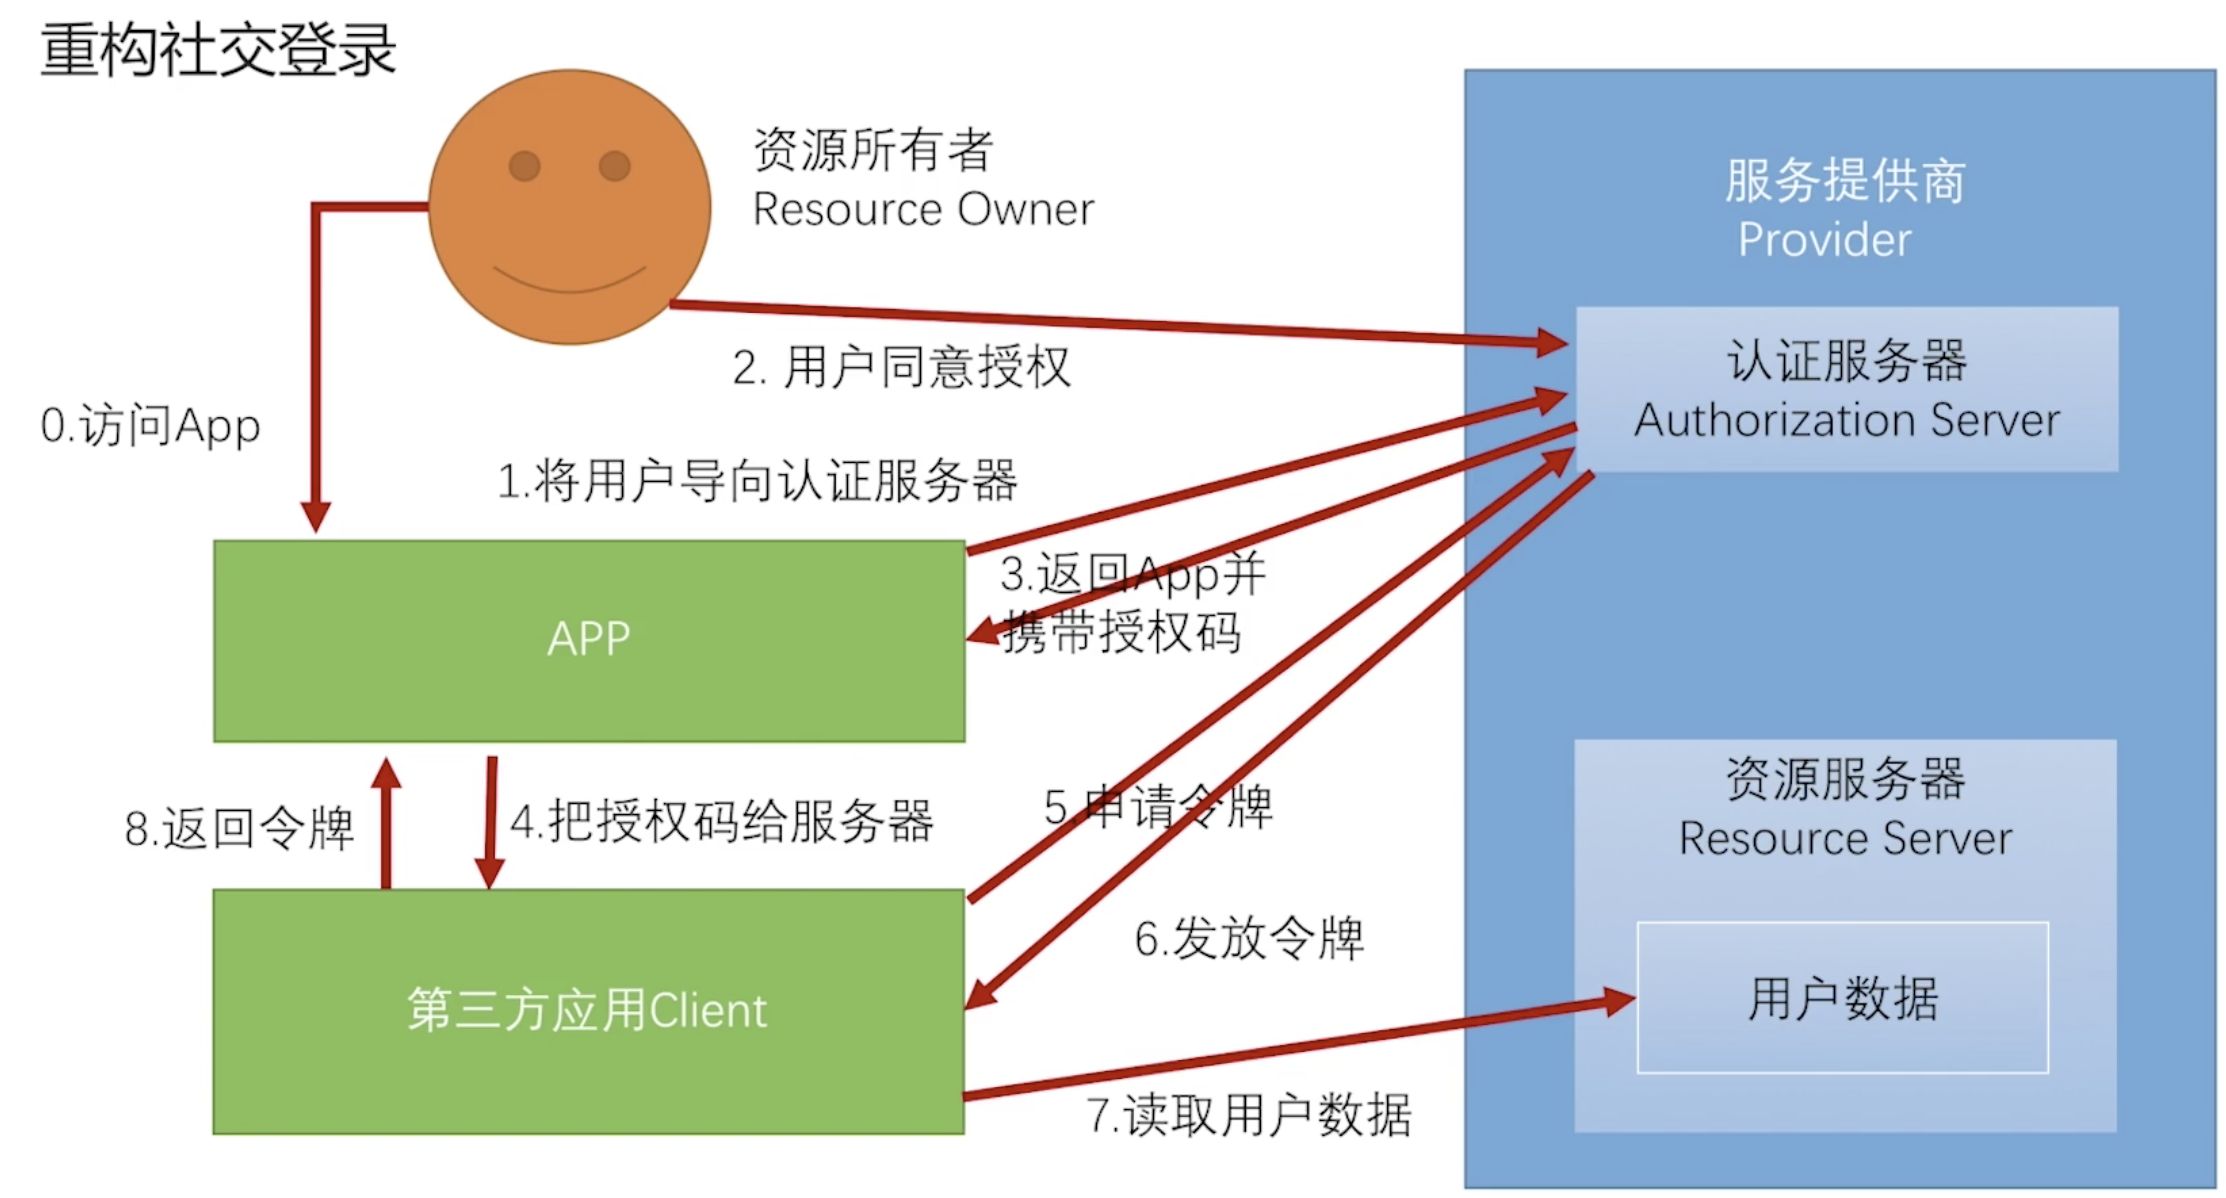 重构社交登录
资源所有者
Resource Owner
服务提供商
Provider
认证服务器
Authorization Server
2. 用户同意授权
0.访问App
1.将用户导向认证服务器
3.返回App并
携带授权码
APP
8.返回令牌
4.把授权码给服务器
5.申请令牌
资源服务器
Resource Server
6.发放令牌
第三方应用Client
用户数据
7.读取用户数据